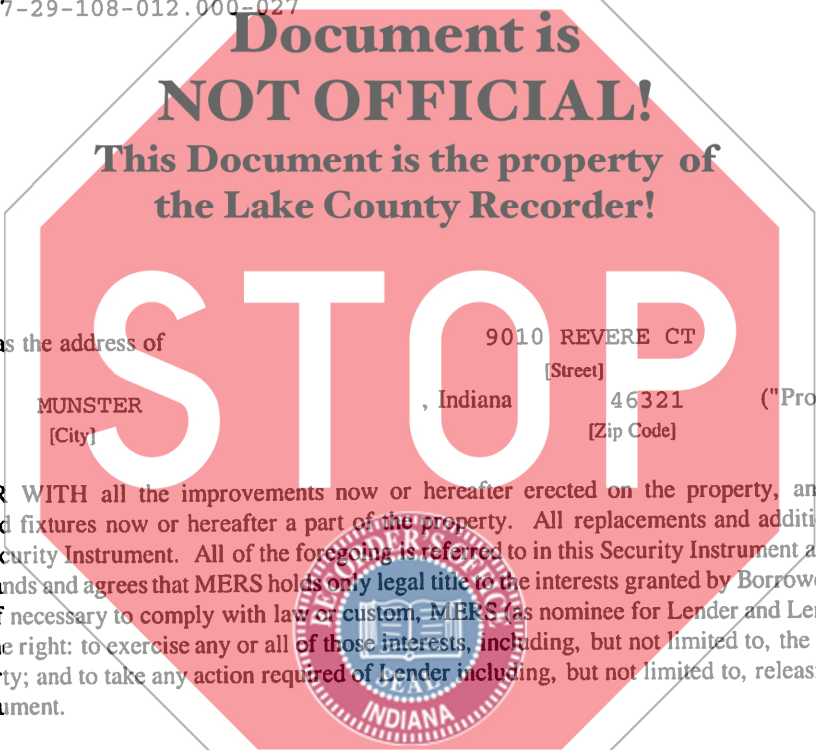 7-29-108-012.000-027
Document is
NOT OFFICIAL!
This Document is the property of
the Lake County Recorder!
STOP
as the address of 9010 REVERE CT
[Street]
MUNSTER , Indiana 46321 ("Pro
[City] [Zip Code]
R WITH all the improvements now or hereafter erected on the property, an
d fixtures now or hereafter a part of the property. All replacements and additi
curity Instrument. All of the foregoing is referred to in this Security Instrument a
nds and agrees that MERS holds only legal title to the interests granted by Borrowe
f necessary to comply with law or custom, MERS (as nominee for Lender and Len
e right: to exercise any or all of those interests, including, but not limited to, the
rty; and to take any action required of Lender including, but not limited to, releasi
ument.
RECORDER'S OFFICE
SEAL
INDIANA